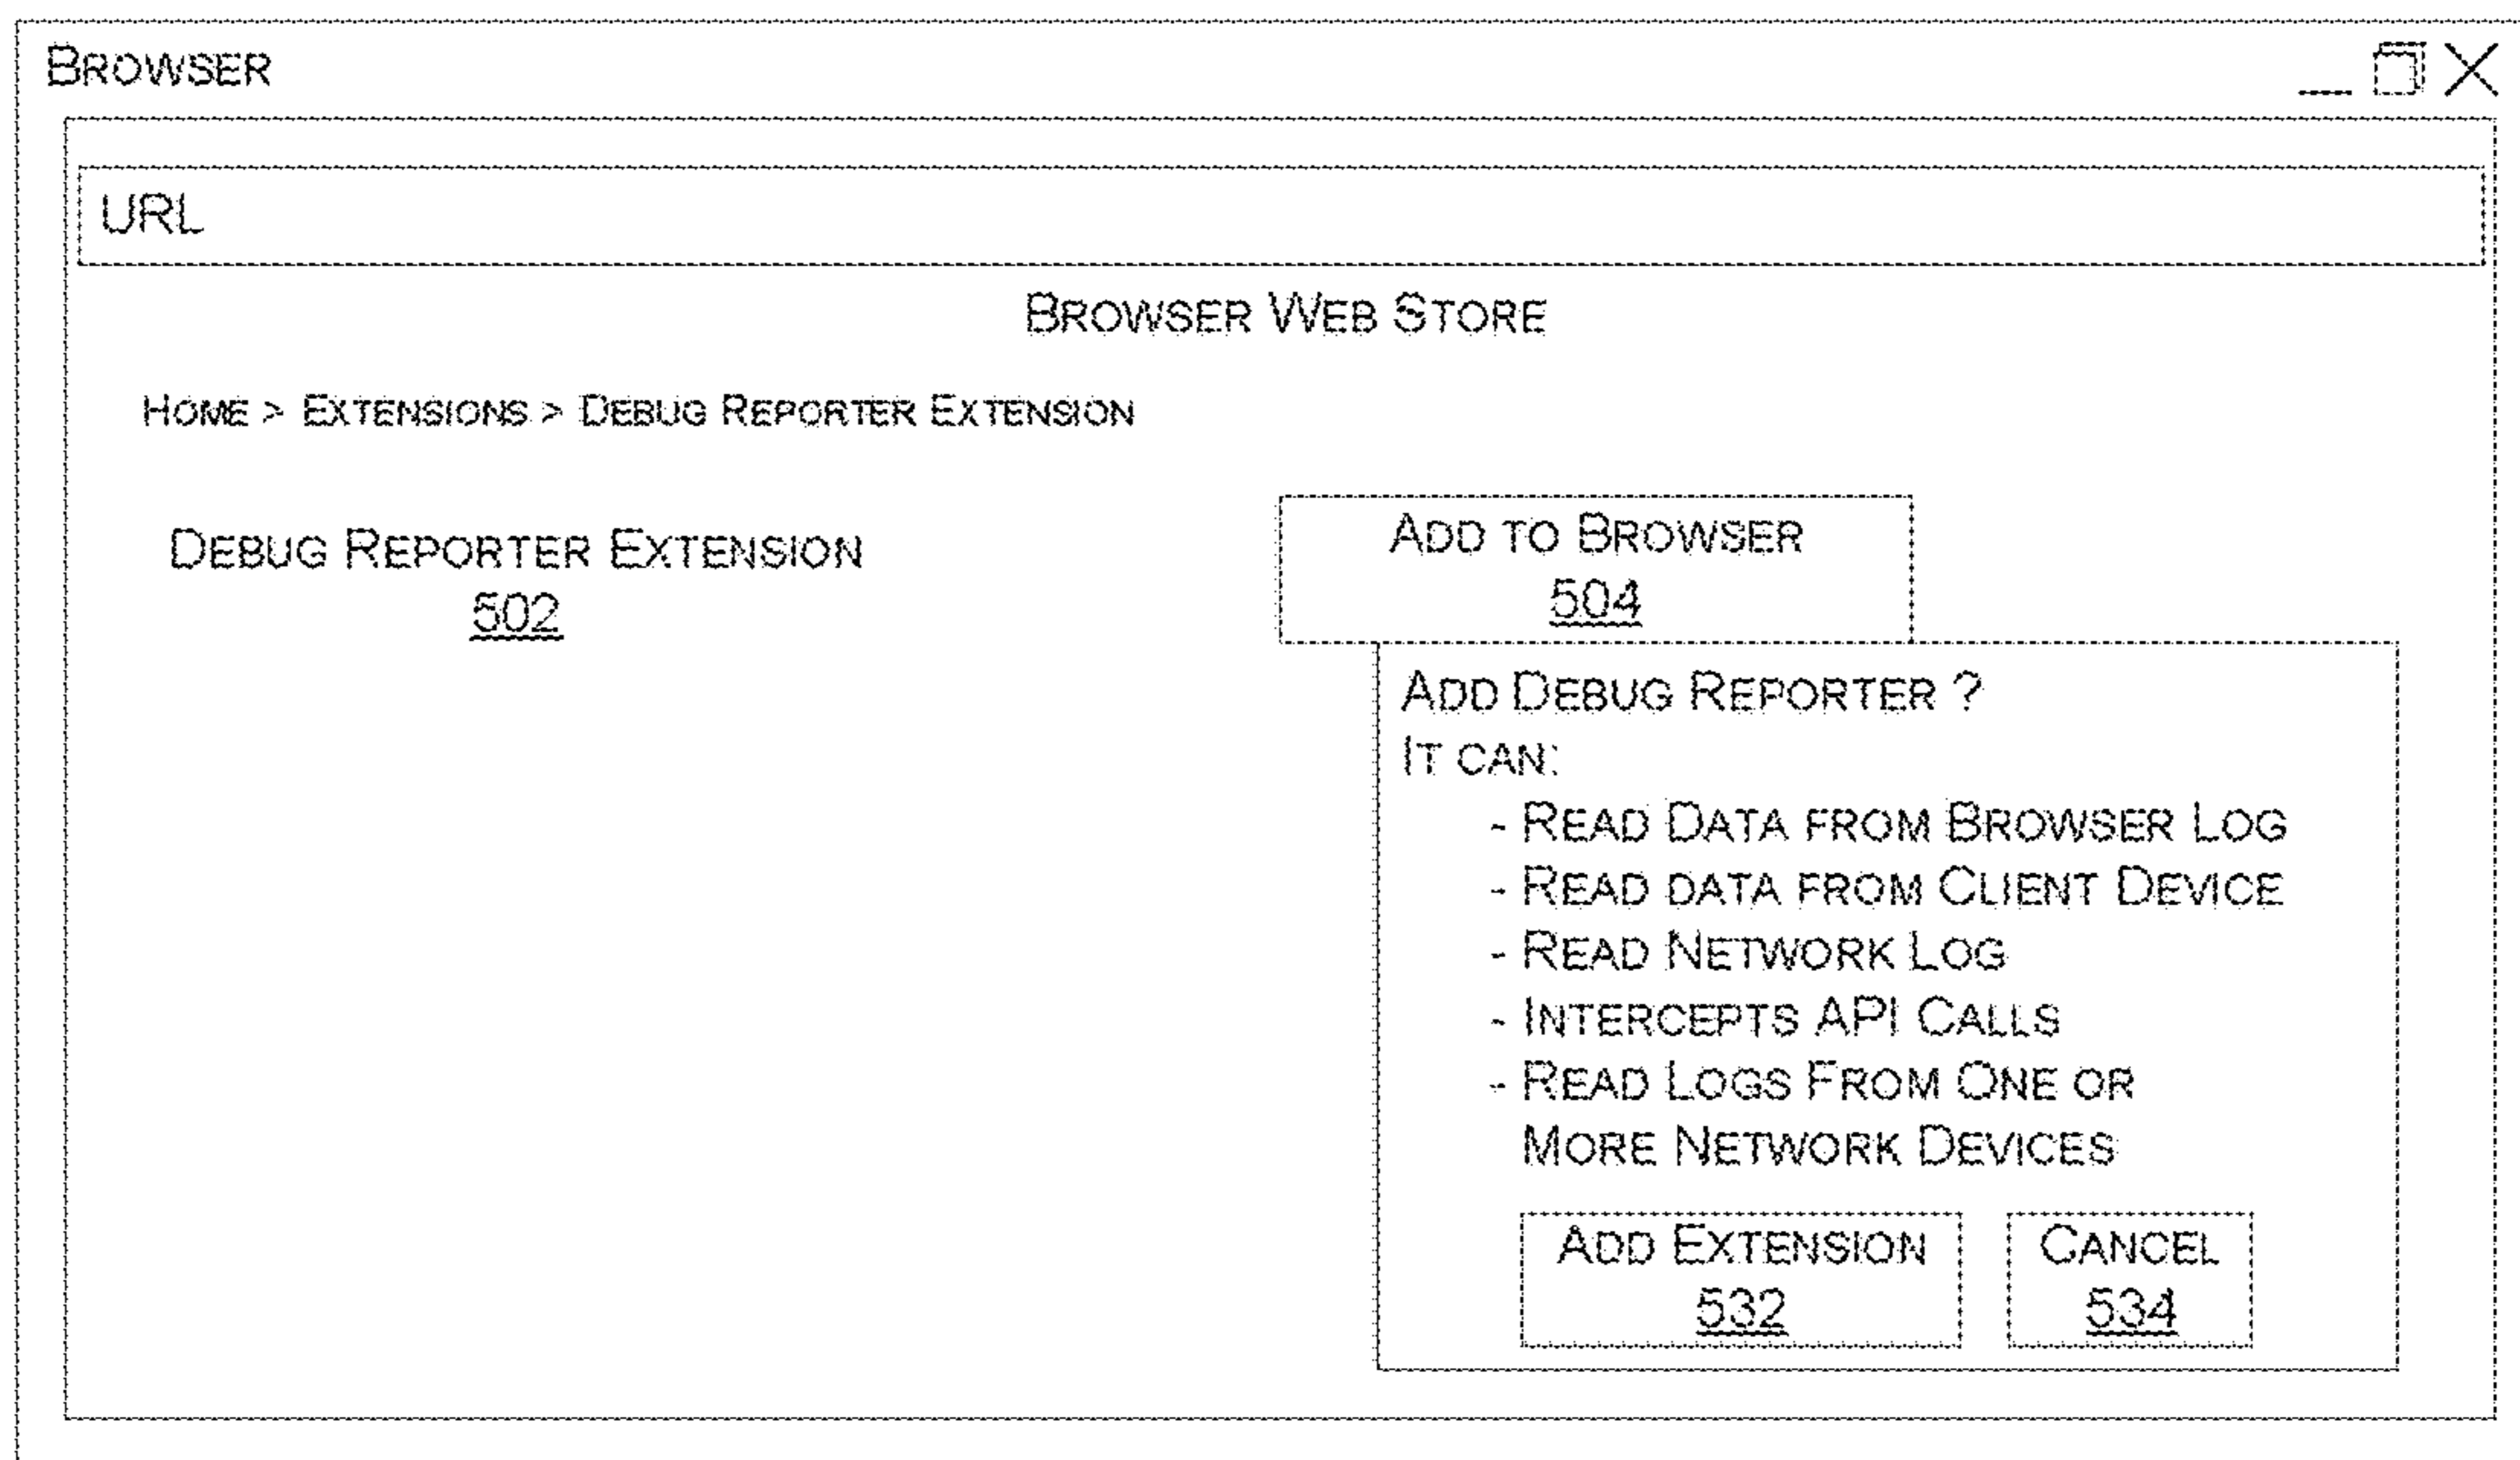 Browser
URL
Browser Web Store
Home > Extensions > Debug Reporter Extension
Debug Reporter Extension
502
Add to Browser
504
Add Debug Reporter ?
It can:
- Read Data from Browser Log
- Read data from Client Device
- Read Network Log
- Intercepts API Calls
- Read Logs From One or
More Network Devices
Add Extension
532
Cancel
534